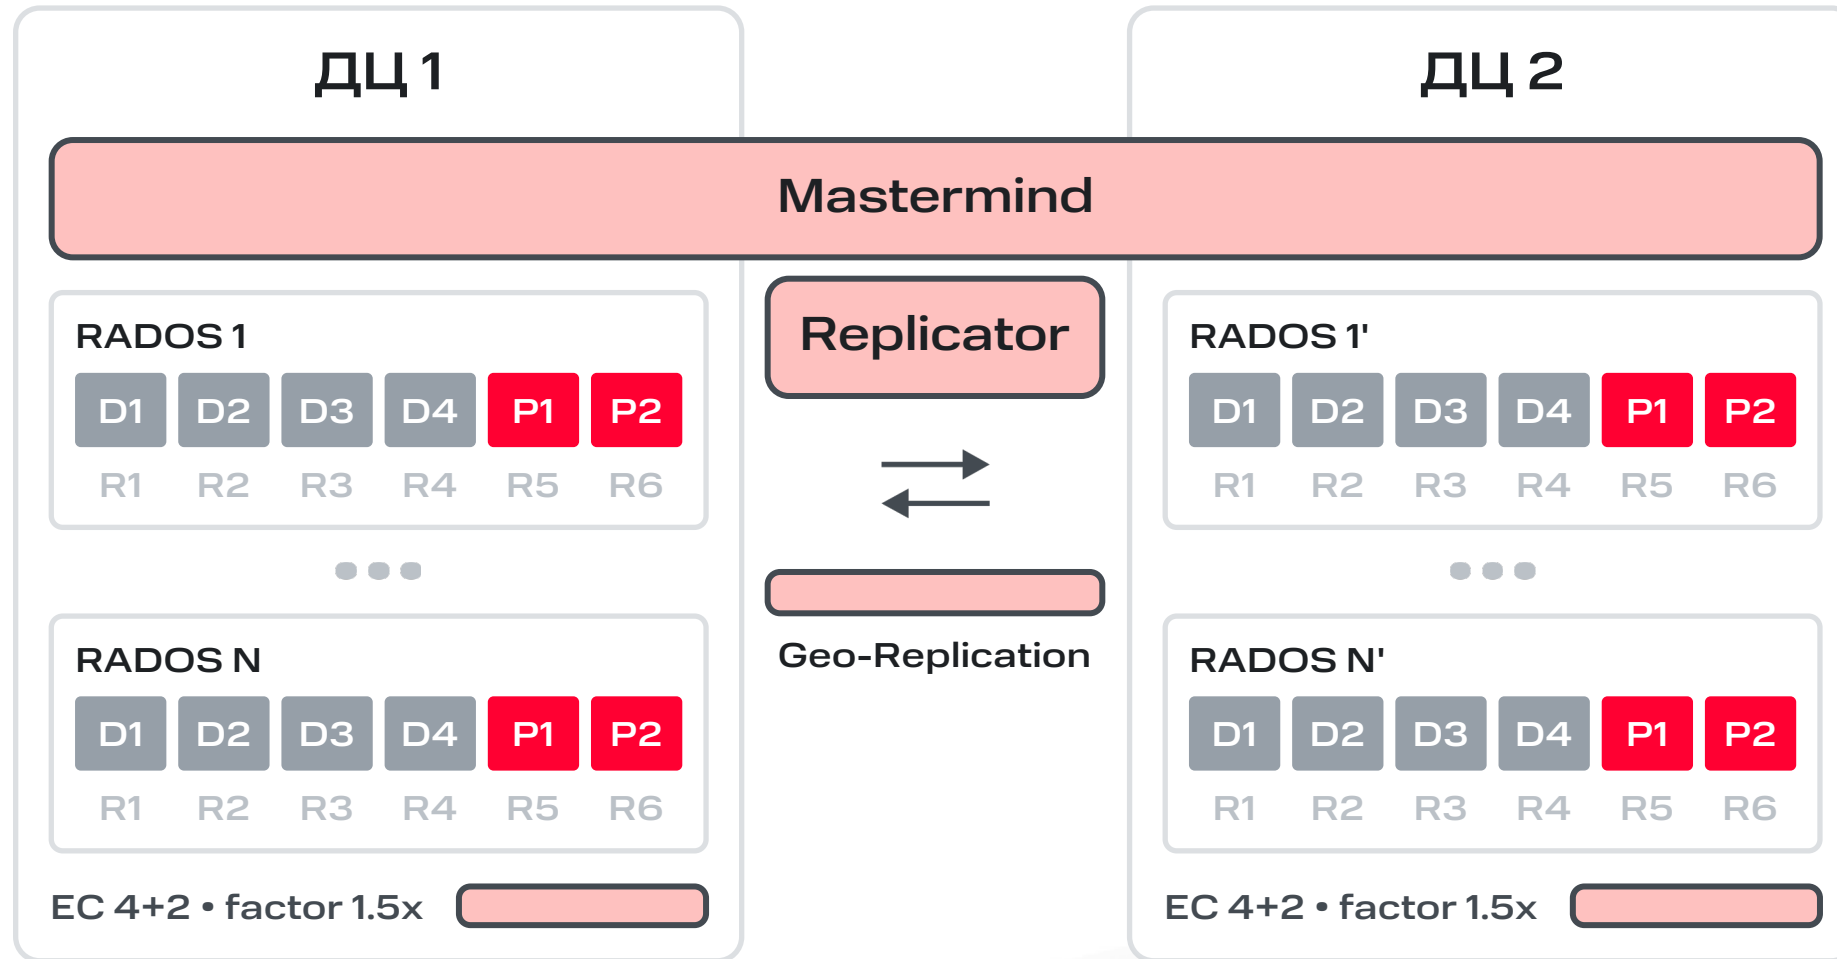 ДЦ 1
ДЦ 2
Mastermind
Replicator
RADOS 1
D1 D2 D3 D4 P1 P2
R1 R2 R3 R4 R5 R6
RADOS N
D1 D2 D3 D4 P1 P2
R1 R2 R3 R4 R5 R6
EC 4+2 • factor 1.5x
Geo-Replication
RADOS 1'
D1 D2 D3 D4 P1 P2
R1 R2 R3 R4 R5 R6
RADOS N'
D1 D2 D3 D4 P1 P2
R1 R2 R3 R4 R5 R6
EC 4+2 • factor 1.5x